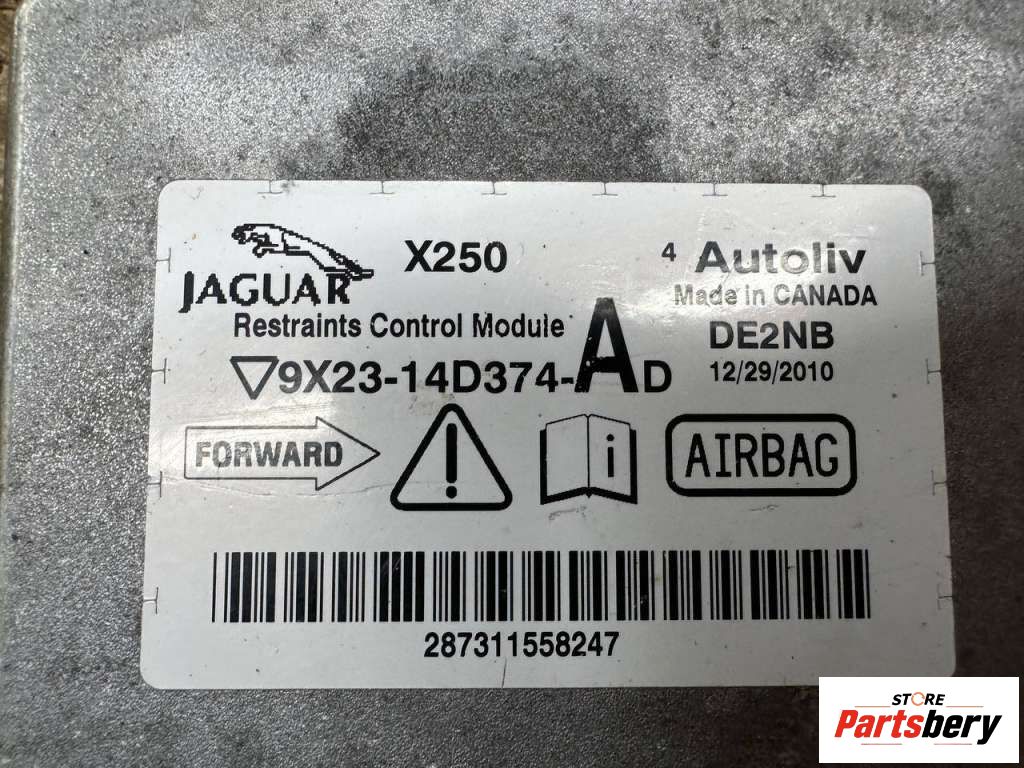 JAGUAR X250 4 Autoliv
Made in CANADA
Restraints Control Module DE2NB
9X23-14D374-AD 12/29/2010
FORWARD ! i AIRBAG
287311558247
STORE
Partsbery